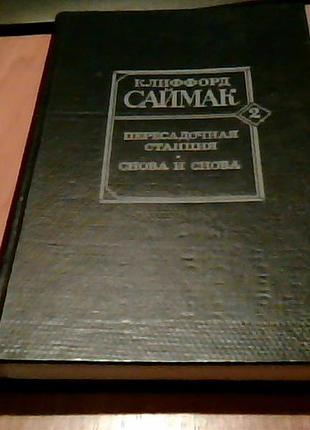 КЛИФФОРД
САЙМАК
2
ПЕРЕСАДОЧНАЯ
СТАНЦИЯ
СНОВА И СНОВА